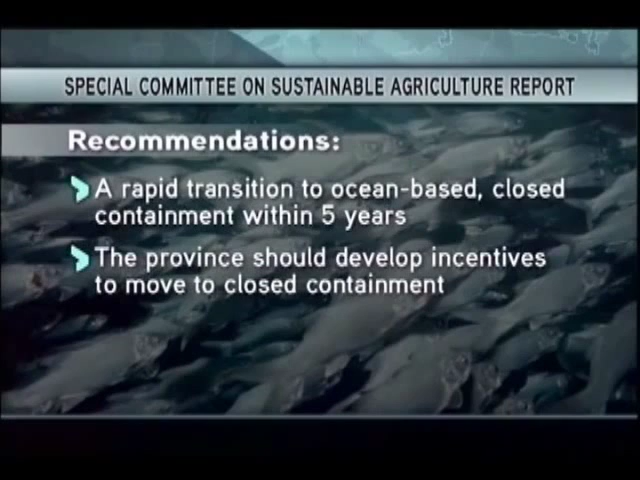 SPECIAL COMMITTEE ON SUSTAINABLE AGRICULTURE REPORT
Recommendations:
A rapid transition to ocean-based, closed
containment within 5 years
The province should develop incentives
to move to closed containment